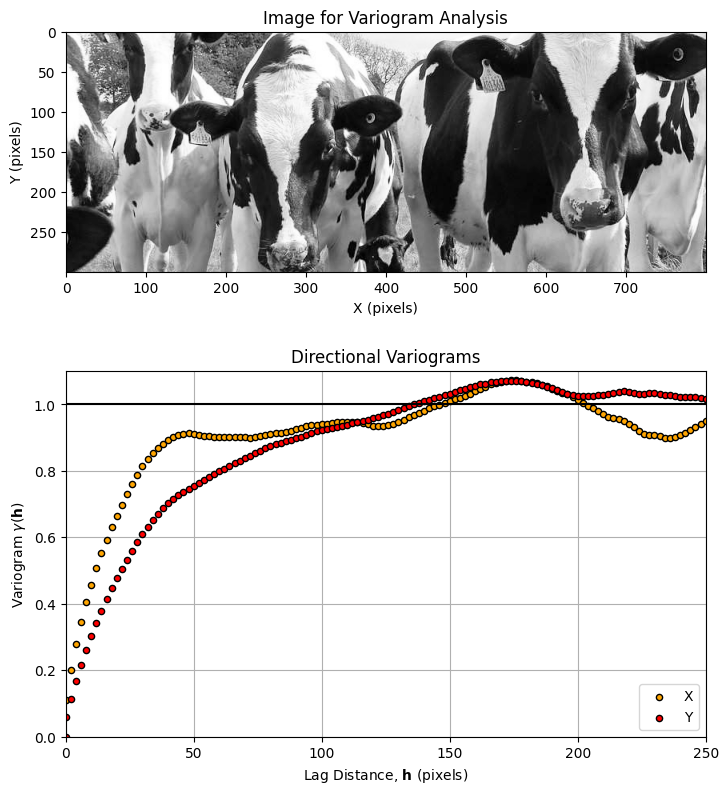 Image for Variogram Analysis
0
50
100
150
200
250
Y (pixels)
0 100 200 300 400 500 600 700
X (pixels)
Directional Variograms
1.0
0.8
0.6
0.4
0.2
0.0
Variogram γ(h)
X
Y
0 50 100 150 200 250
Lag Distance, h (pixels)